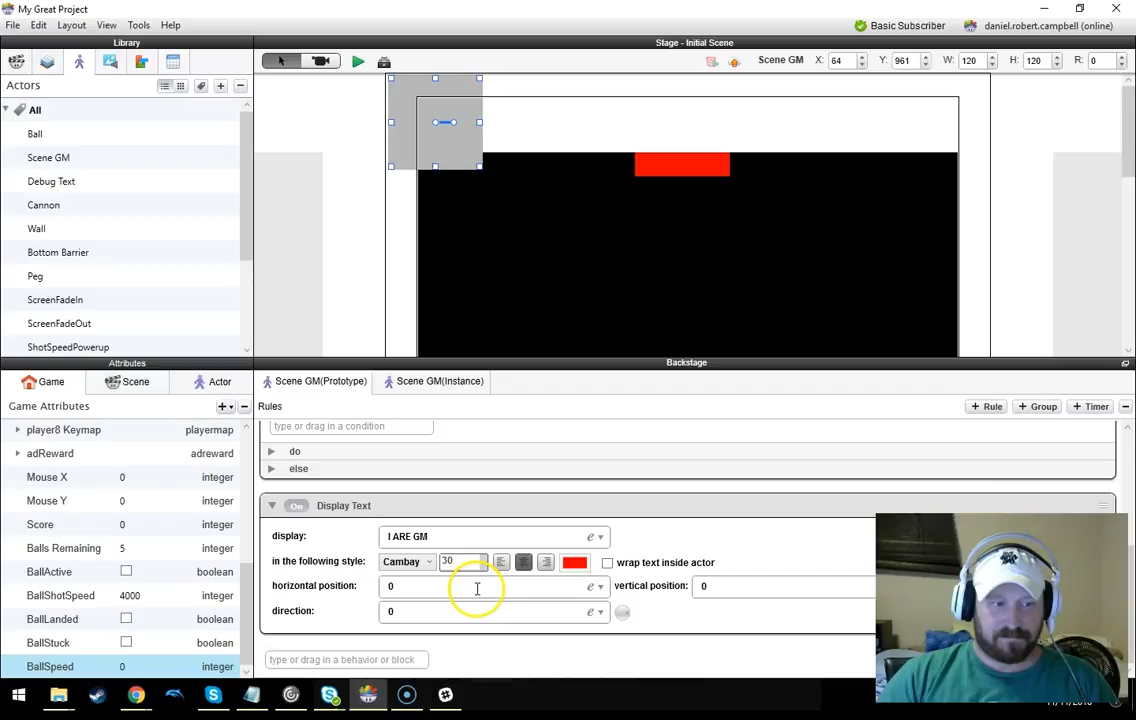 My Great Project
File Edit Layout View Tools Help
Basic Subscriber daniel.robert.campbell (online)
Library
Stage - Initial Scene
Scene GM X: 64 Y: 961 W: 120 H: 120 R: 0
Actors
All
Ball
Scene GM
Debug Text
Cannon
Wall
Bottom Barrier
Peg
ScreenFadeIn
ScreenFadeOut
ShotSpeedPowerup
Attributes
Backstage
Game Scene Actor
Scene GM(Prototype) Scene GM(Instance)
Game Attributes
Rules + Rule + Group + Timer
player8 Keymap playermap
adReward adreward
Mouse X 0 integer
Mouse Y 0 integer
Score 0 integer
Balls Remaining 5 integer
BallActive boolean
BallShotSpeed 4000 integer
BallLanded boolean
BallStuck boolean
BallSpeed 0 integer
type or drag in a condition
do
else
On Display Text
display: I ARE GM e
in the following style: Cambay 30 wrap text inside actor
horizontal position: 0 e vertical position: 0
direction: 0 e
type or drag in a behavior or block